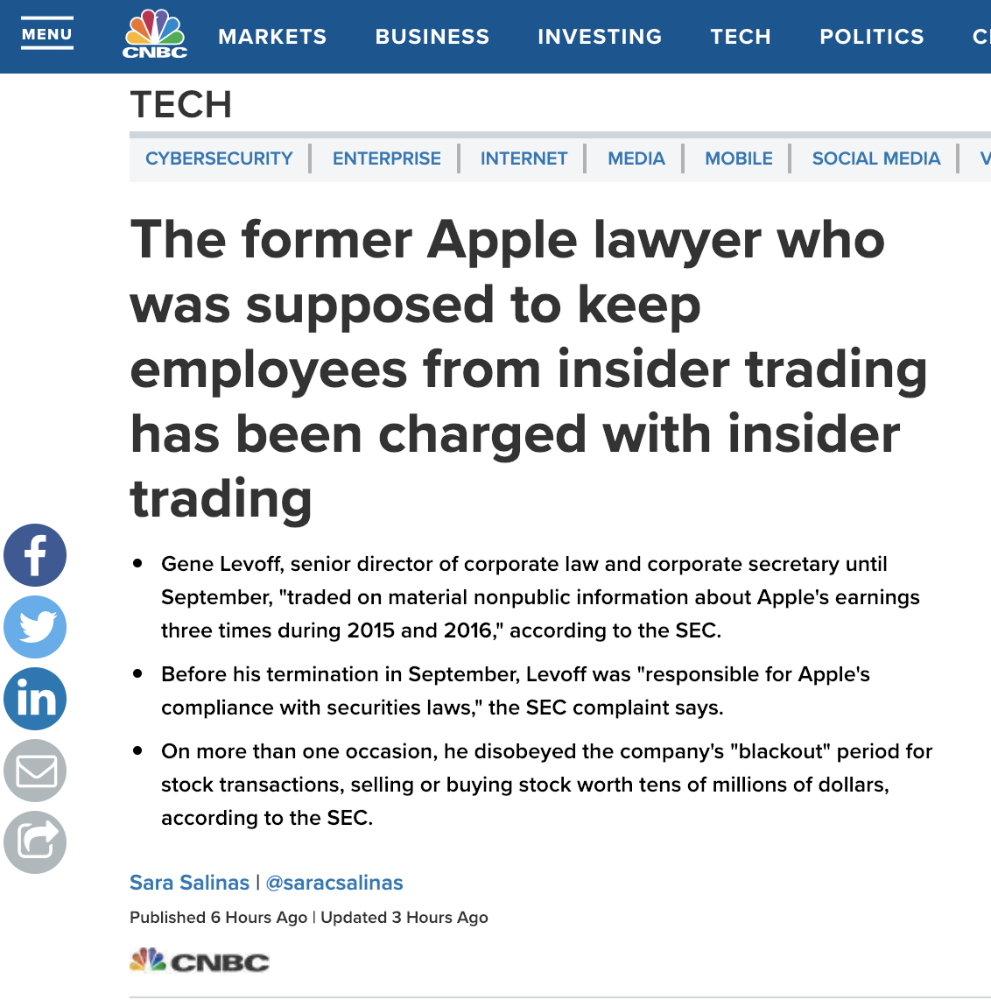 MENU
CNBC
MARKETS BUSINESS INVESTING TECH POLITICS
TECH
CYBERSECURITY ENTERPRISE INTERNET MEDIA MOBILE SOCIAL MEDIA
The former Apple lawyer who
was supposed to keep
employees from insider trading
has been charged with insider
trading
• Gene Levoff, senior director of corporate law and corporate secretary until
September, "traded on material nonpublic information about Apple's earnings
three times during 2015 and 2016," according to the SEC.
• Before his termination in September, Levoff was "responsible for Apple's
compliance with securities laws," the SEC complaint says.
• On more than one occasion, he disobeyed the company's "blackout" period for
stock transactions, selling or buying stock worth tens of millions of dollars,
according to the SEC.
Sara Salinas | @saracsalinas
Published 6 Hours Ago | Updated 3 Hours Ago
CNBC